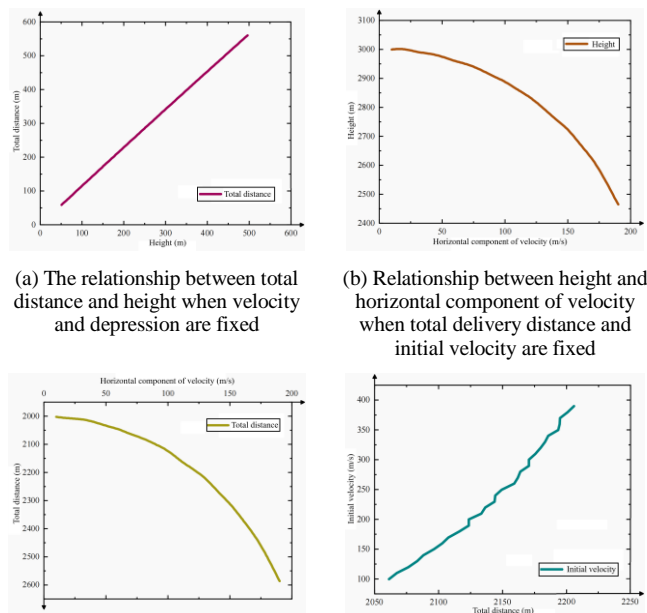 600
500
400
300
200
100
0
Total distance (m)
Total distance
0
100
200
300
400
500
600
Height (m)
3100
3000
2900
2800
2700
2600
2500
2400
Height (m)
Height
0
50
100
150
200
Horizontal component of velocity (m/s)
(a) The relationship between total
distance and height when velocity
and depression are fixed
(b) Relationship between height and
horizontal component of velocity
when total delivery distance and
initial velocity are fixed
Horizontal component of velocity (m/s)
0
50
100
150
200
2000
2100
2200
2300
2400
2500
2600
Total distance (m)
Total distance
400
350
300
250
200
150
100
50
Initial velocity (m/s)
Initial velocity
2050
2100
2150
2200
2250
Total distance (m)